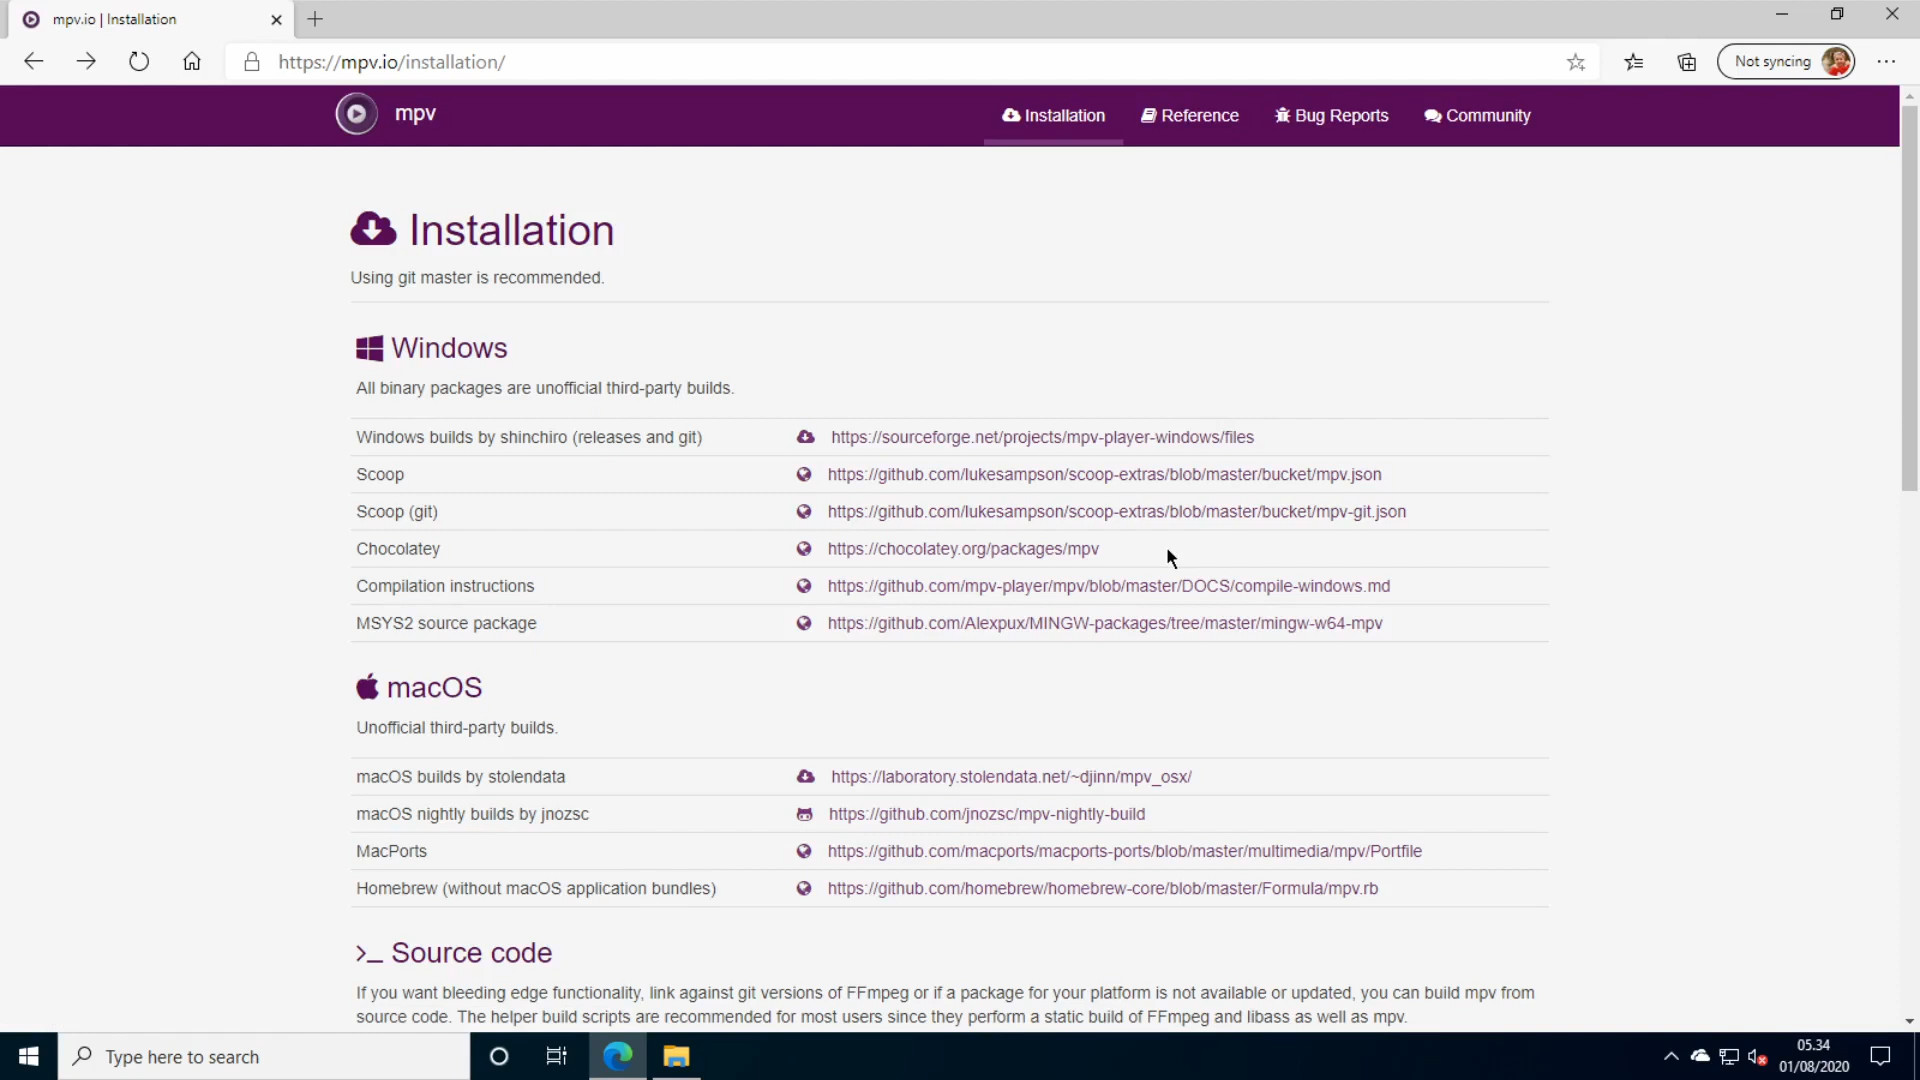 mpv.io | Installation
https://mpv.io/installation/
Not syncing
mpv
Installation
Reference
Bug Reports
Community
Installation
Using git master is recommended.
Windows
All binary packages are unofficial third-party builds.
Windows builds by shinchiro (releases and git) https://sourceforge.net/projects/mpv-player-windows/files
Scoop https://github.com/lukesampson/scoop-extras/blob/master/bucket/mpv.json
Scoop (git) https://github.com/lukesampson/scoop-extras/blob/master/bucket/mpv-git.json
Chocolatey https://chocolatey.org/packages/mpv
Compilation instructions https://github.com/mpv-player/mpv/blob/master/DOCS/compile-windows.md
MSYS2 source package https://github.com/Alexpux/MINGW-packages/tree/master/mingw-w64-mpv
macOS
Unofficial third-party builds.
macOS builds by stolendata https://laboratory.stolendata.net/~djinn/mpv_osx/
macOS nightly builds by jnozsc https://github.com/jnozsc/mpv-nightly-build
MacPorts https://github.com/macports/macports-ports/blob/master/multimedia/mpv/Portfile
Homebrew (without macOS application bundles) https://github.com/homebrew/homebrew-core/blob/master/Formula/mpv.rb
>_ Source code
If you want bleeding edge functionality, link against git versions of FFmpeg or if a package for your platform is not available or updated, you can build mpv from
source code. The helper build scripts are recommended for most users since they perform a static build of FFmpeg and libass as well as mpv.
Type here to search
05.34
01/08/2020